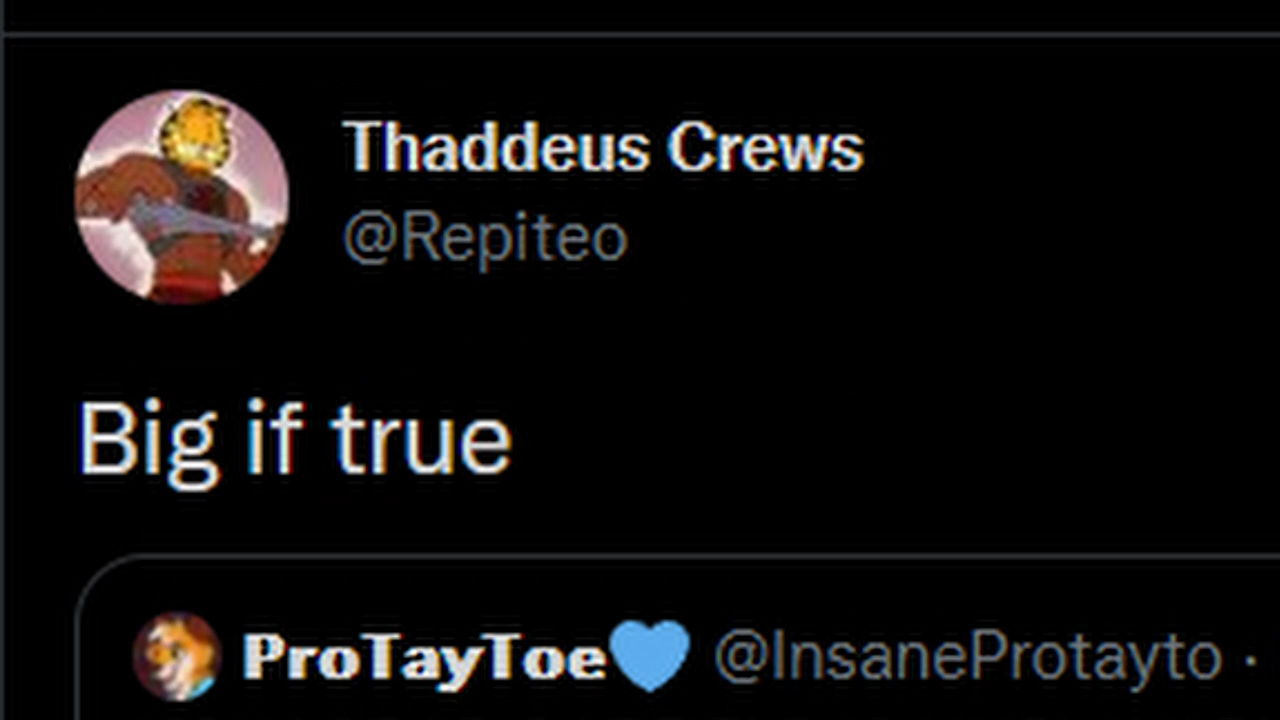 Thaddeus Crews
@Repiteo
Big if true
ProTayToe💙 @InsaneProtayto ·